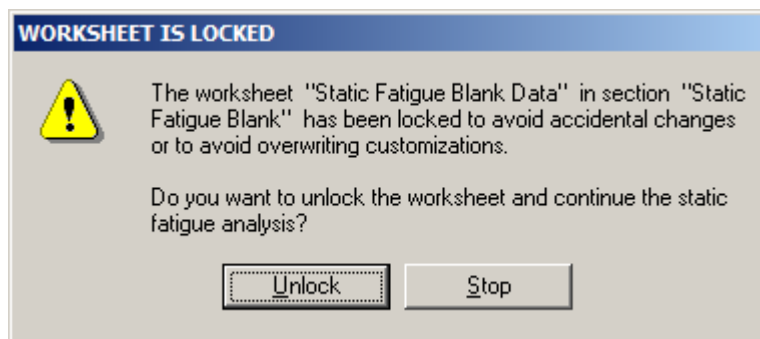 WORKSHEET IS LOCKED
The worksheet "Static Fatigue Blank Data" in section "Static
Fatigue Blank" has been locked to avoid accidental changes
or to avoid overwriting customizations.
Do you want to unlock the worksheet and continue the static
fatigue analysis?
Unlock
Stop